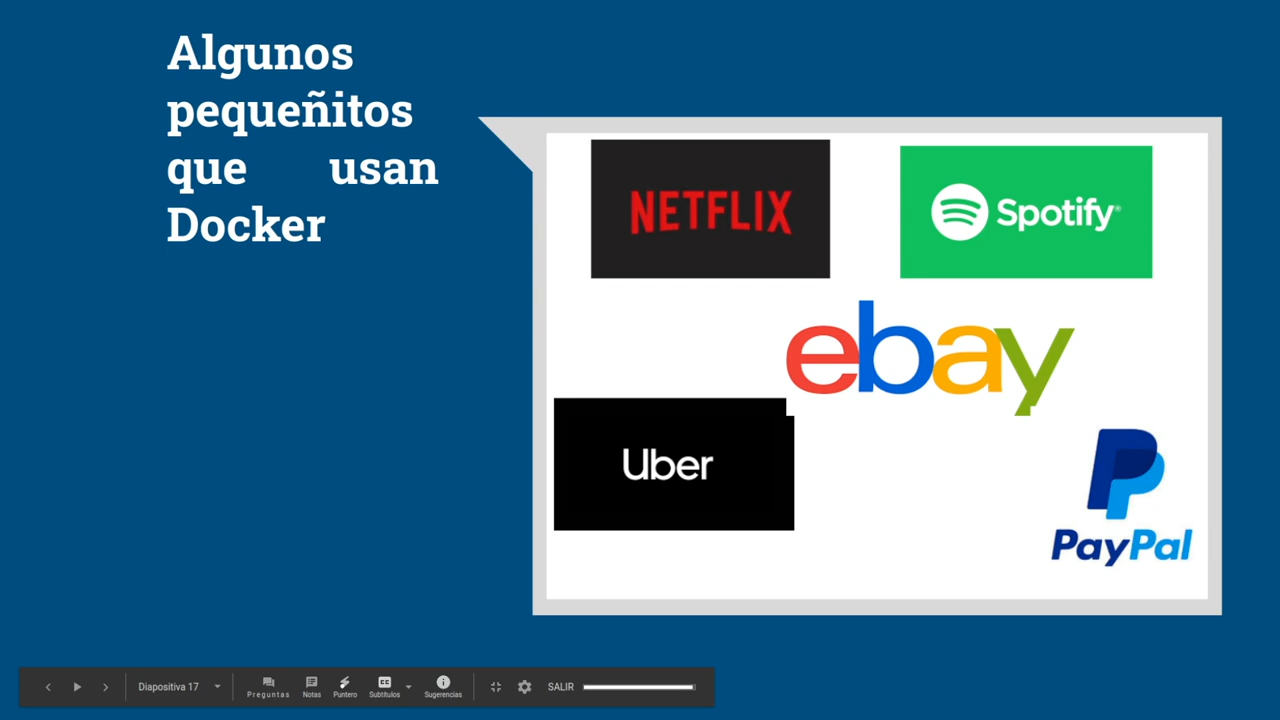 Algunos
pequeñitos
que usan
Docker
NETFLIX
Spotify®
ebay
Uber
PayPal
Diapositiva 17
Preguntas
Notas
Puntero
Subtítulos
Sugerencias
SALIR